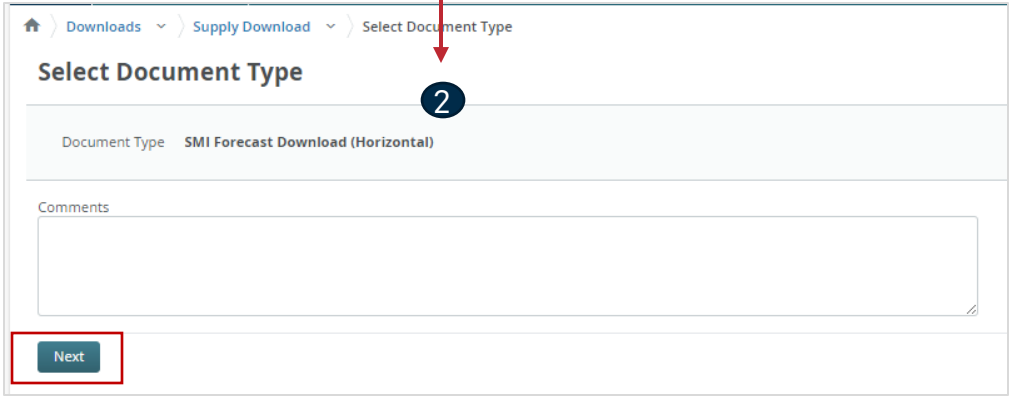 Downloads Supply Download Select Document Type
Select Document Type
2
Document Type SMI Forecast Download (Horizontal)
Comments
Next